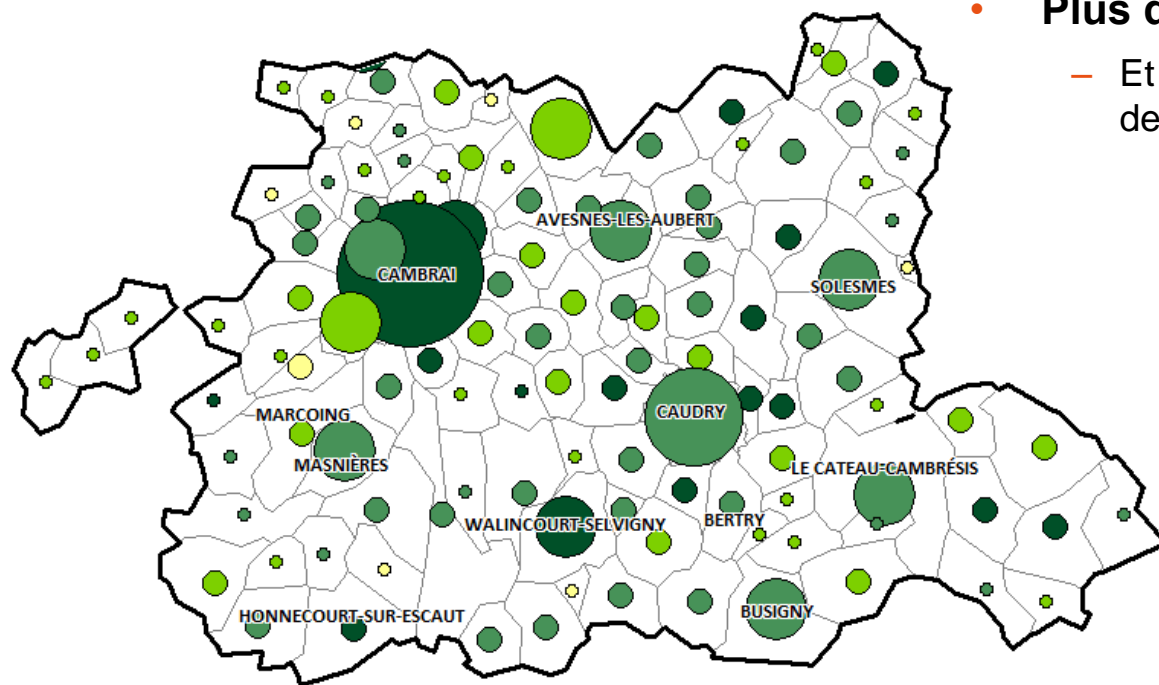 • Plus d
– Et
de
AVESNES-LES-AUBERT
CAMBRAI
SOLESMES
MARCOING
CAUDRY
MASNIÈRES
LE CATEAU-CAMBRÉSIS
WALINCOURT-SELVIGNY
BERTRY
HONNECOURT-SUR-ESCAUT
BUSIGNY